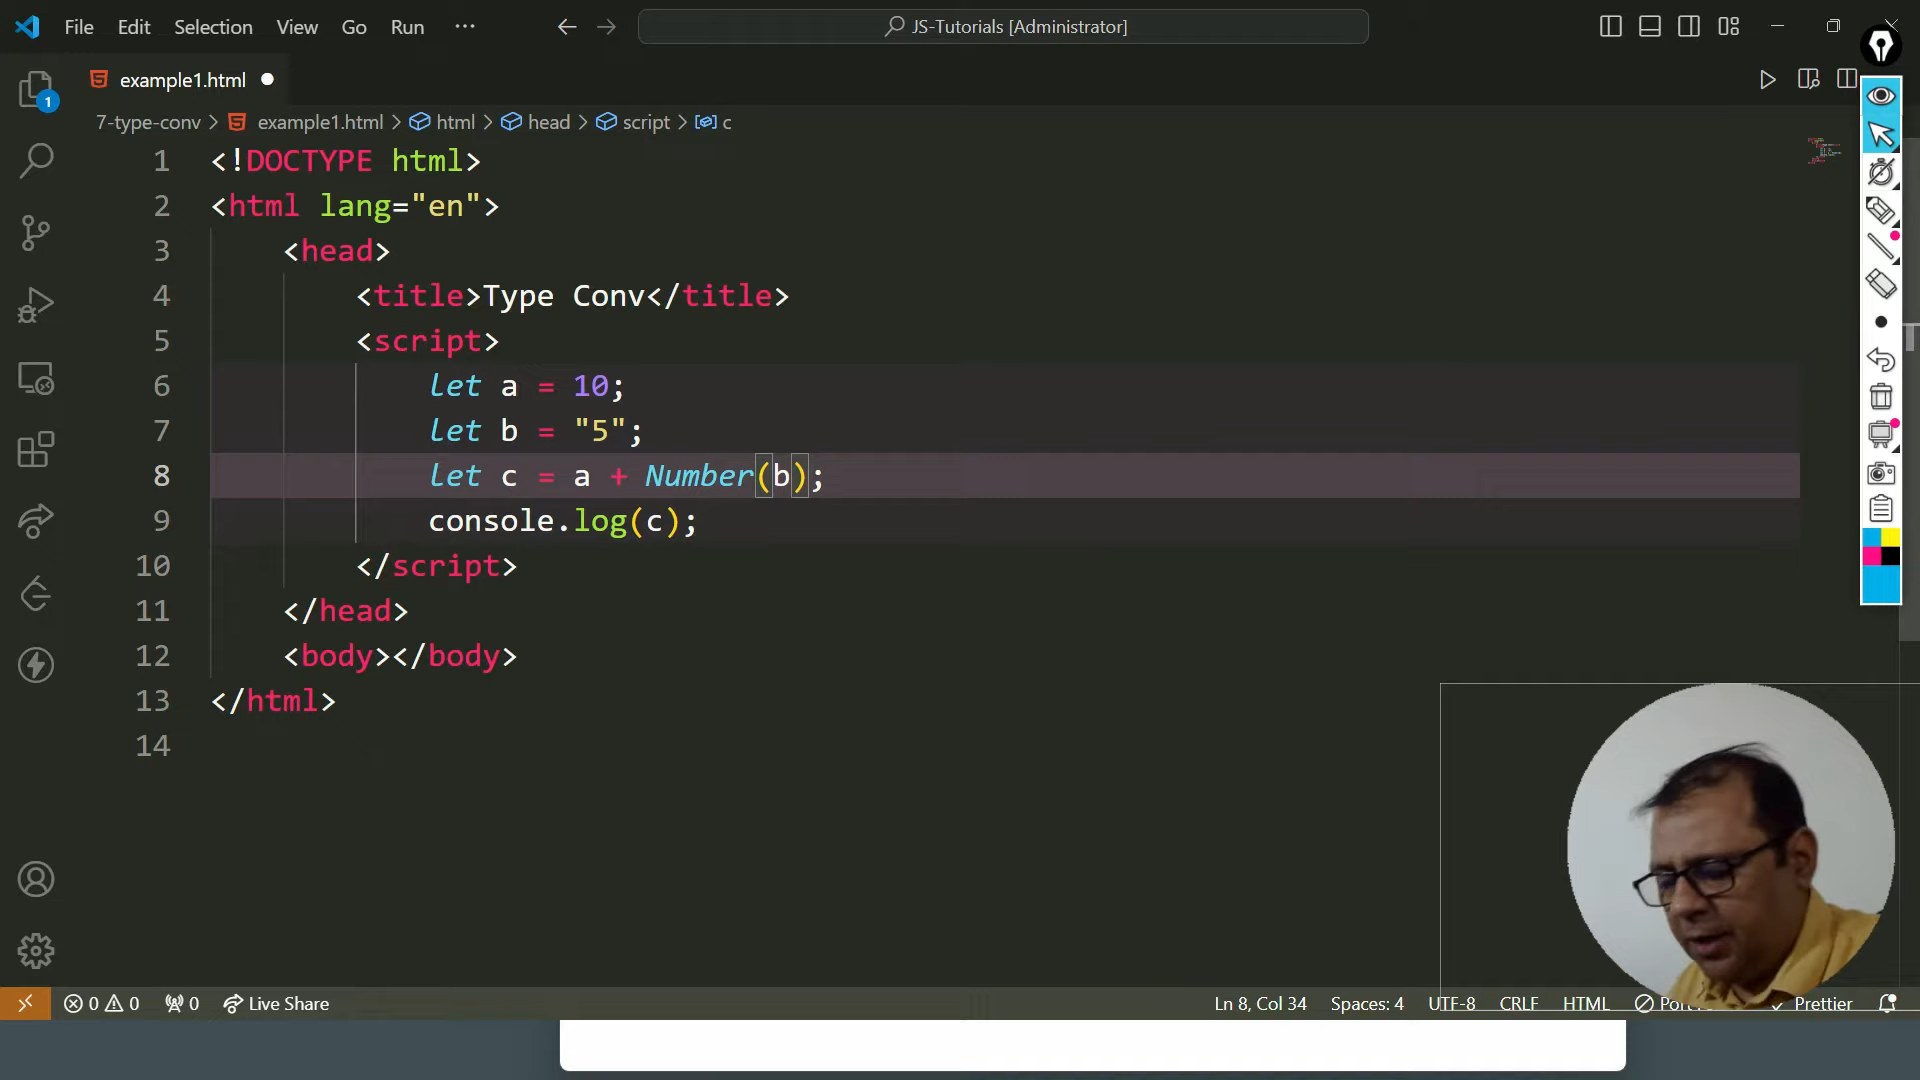 File Edit Selection View Go Run ··· JS-Tutorials [Administrator]
example1.html
7-type-conv > example1.html > html > head > script > c
1 <!DOCTYPE html>
2 <html lang="en">
3 <head>
4 <title>Type Conv</title>
5 <script>
6 let a = 10;
7 let b = "5";
8 let c = a + Number(b);
9 console.log(c);
10 </script>
11 </head>
12 <body></body>
13 </html>
14
1
0 0 0 Live Share Ln 8, Col 34 Spaces: 4 UTF-8 CRLF HTML Prettier